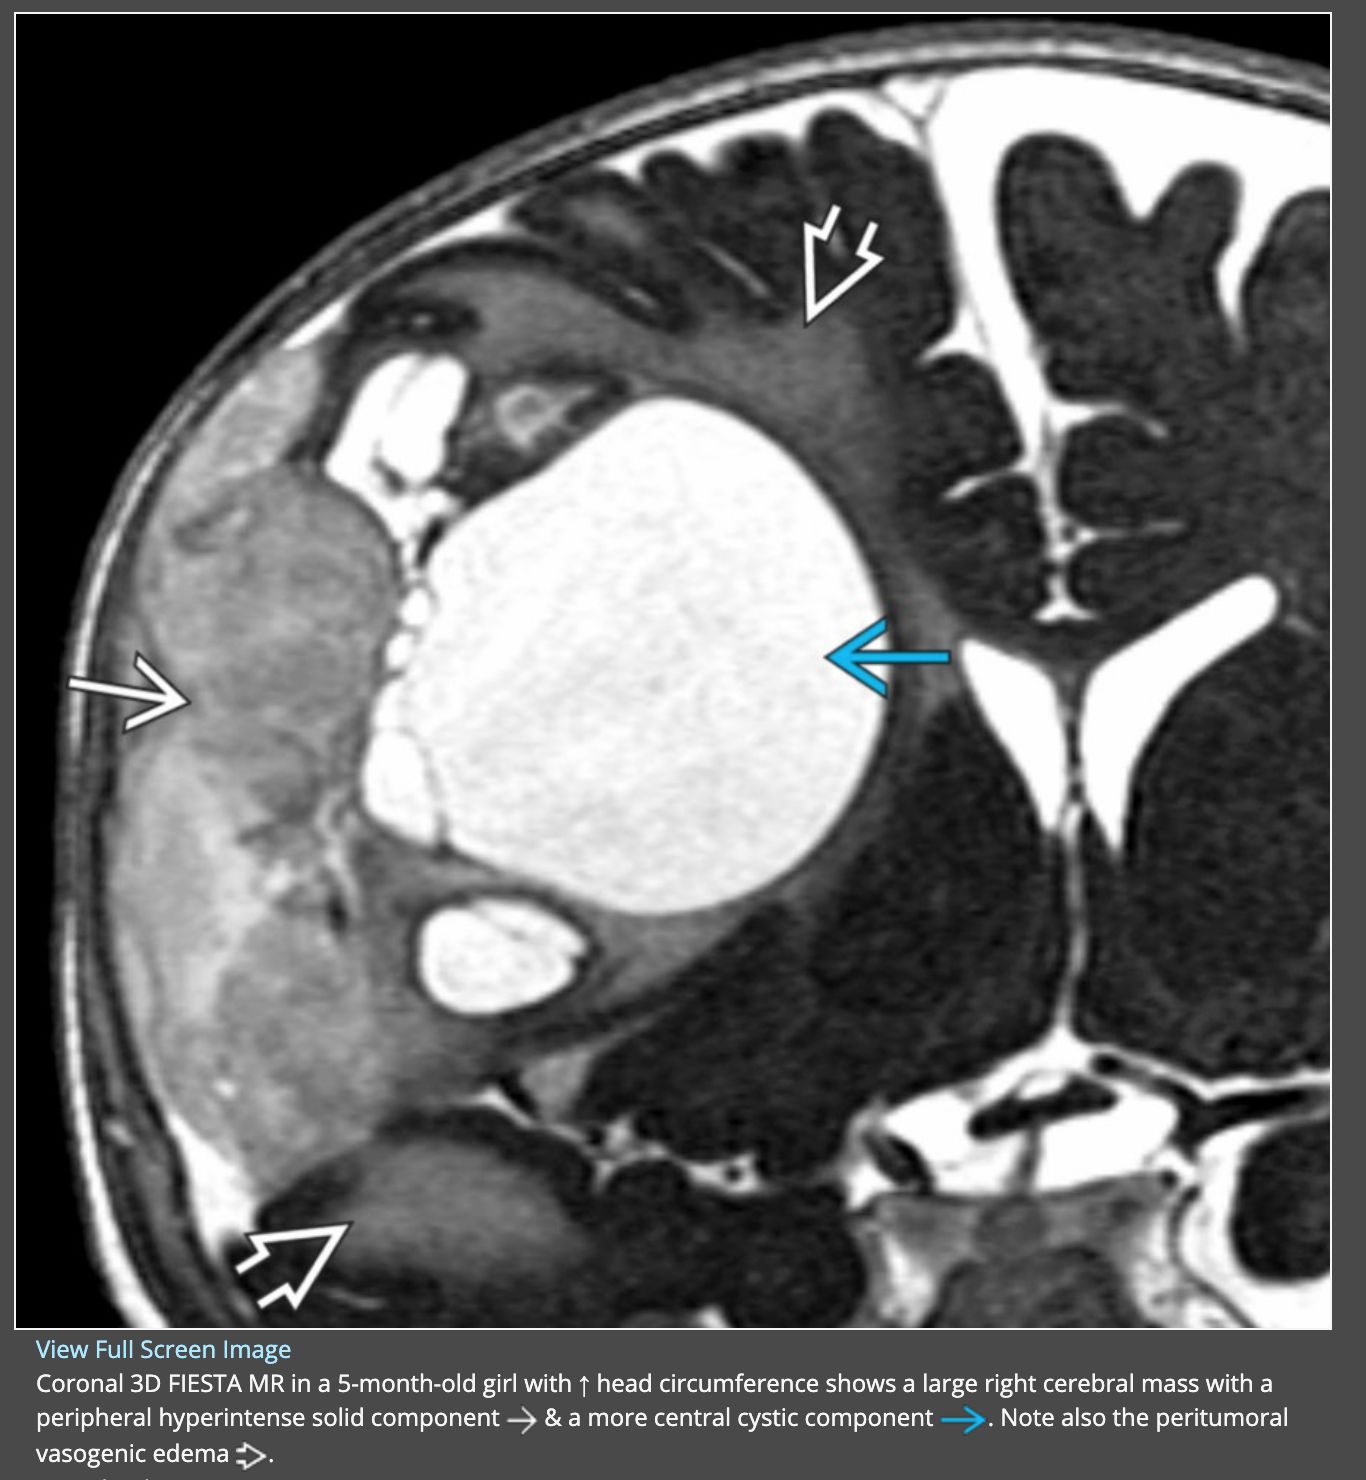 View Full Screen Image
Coronal 3D FIESTA MR in a 5-month-old girl with ↑ head circumference shows a large right cerebral mass with a
peripheral hyperintense solid component & a more central cystic component . Note also the peritumoral
vasogenic edema .